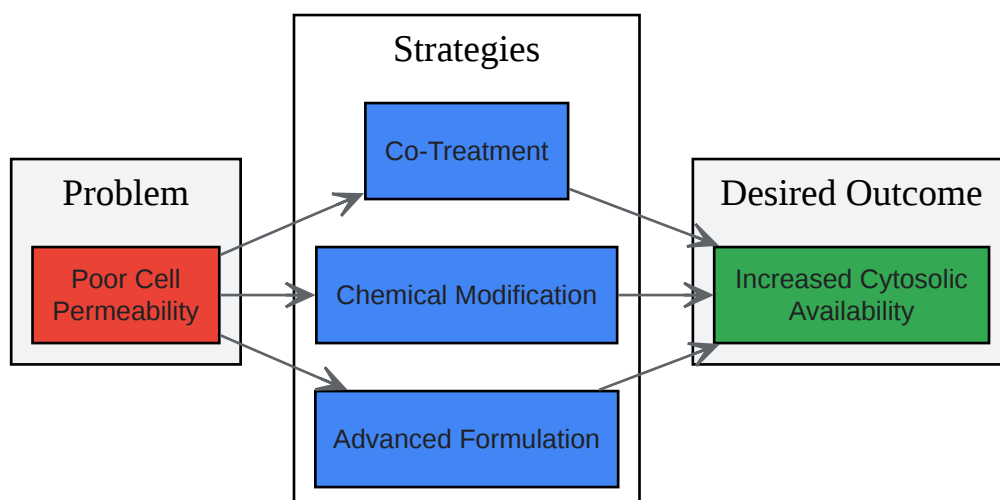 Strategies
Co-Treatment
Problem
Desired Outcome
Poor Cell
Permeability
Chemical Modification
Increased Cytosolic
Availability
Advanced Formulation